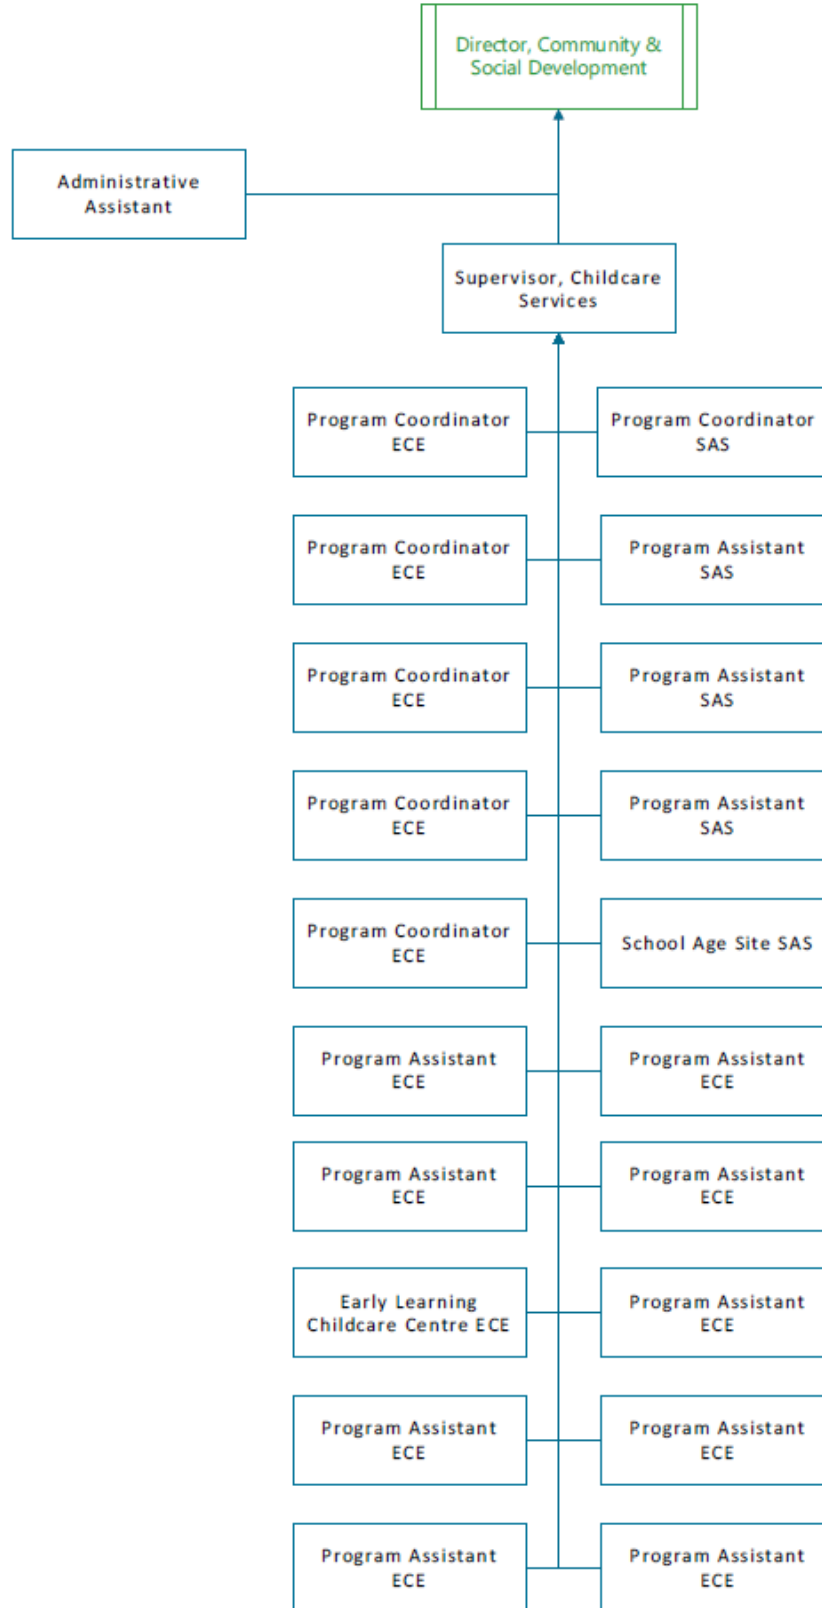 Director, Community &
Social Development
Administrative
Assistant
Supervisor, Childcare
Services
Program Coordinator
ECE
Program Coordinator
SAS
Program Coordinator
ECE
Program Assistant
SAS
Program Coordinator
ECE
Program Assistant
SAS
Program Coordinator
ECE
Program Assistant
SAS
Program Coordinator
ECE
School Age Site SAS
Program Assistant
ECE
Program Assistant
ECE
Program Assistant
ECE
Program Assistant
ECE
Early Learning
Childcare Centre ECE
Program Assistant
ECE
Program Assistant
ECE
Program Assistant
ECE
Program Assistant
ECE
Program Assistant
ECE